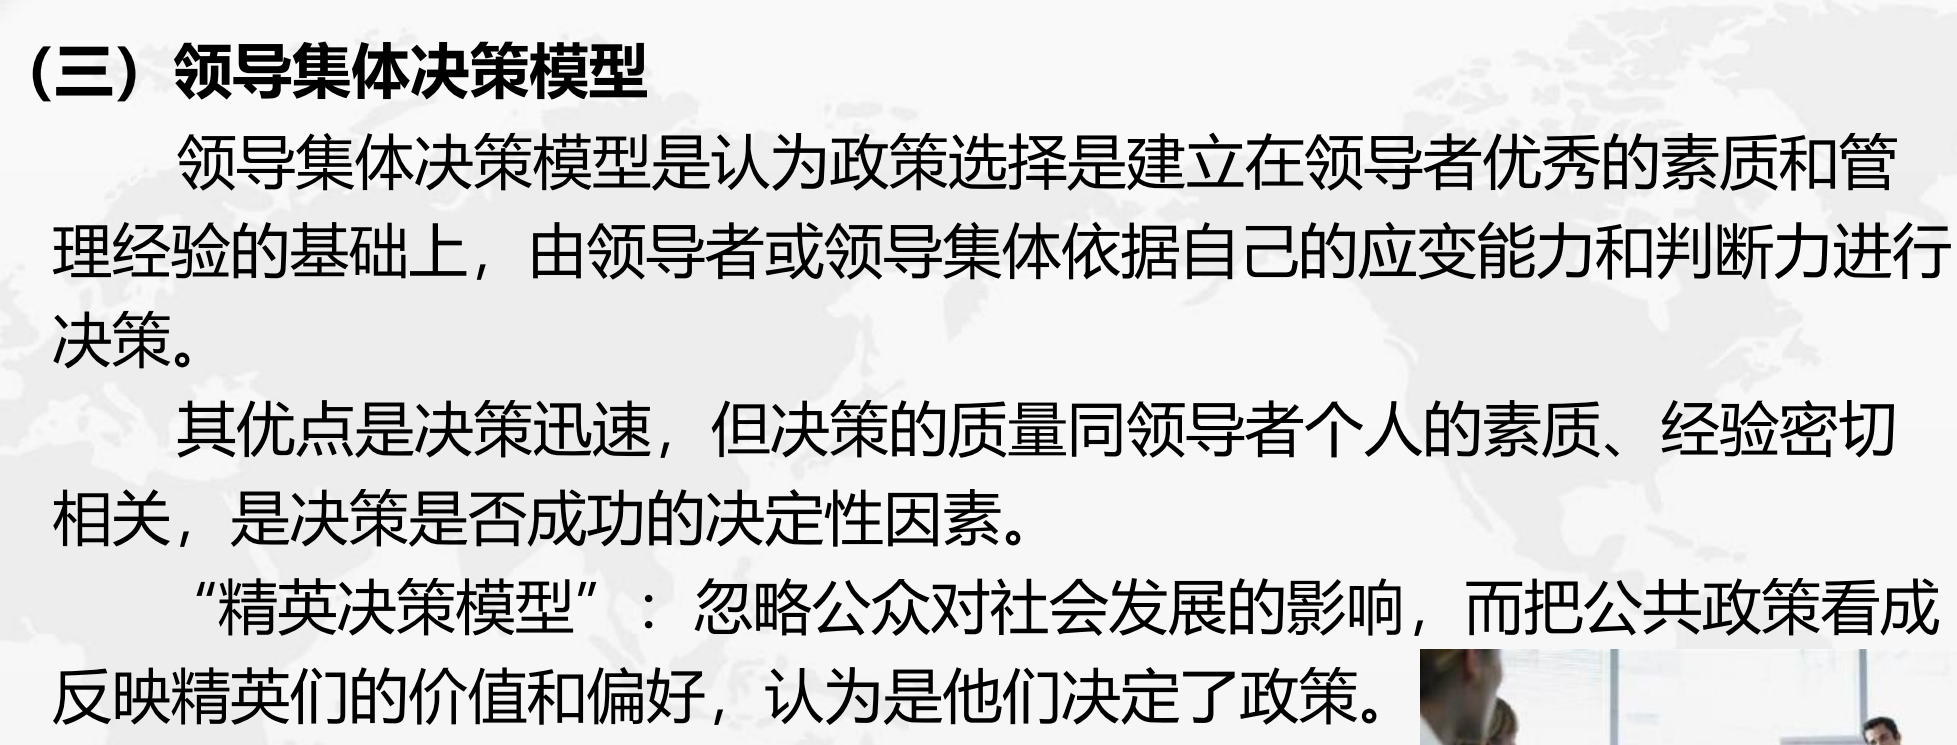 （三）领导集体决策模型
领导集体决策模型是认为政策选择是建立在领导者优秀的素质和管
理经验的基础上，由领导者或领导集体依据自己的应变能力和判断力进行
决策。
其优点是决策迅速，但决策的质量同领导者个人的素质、经验密切
相关，是决策是否成功的决定性因素。
“精英决策模型”：忽略公众对社会发展的影响，而把公共政策看成
反映精英们的价值和偏好，认为是他们决定了政策。